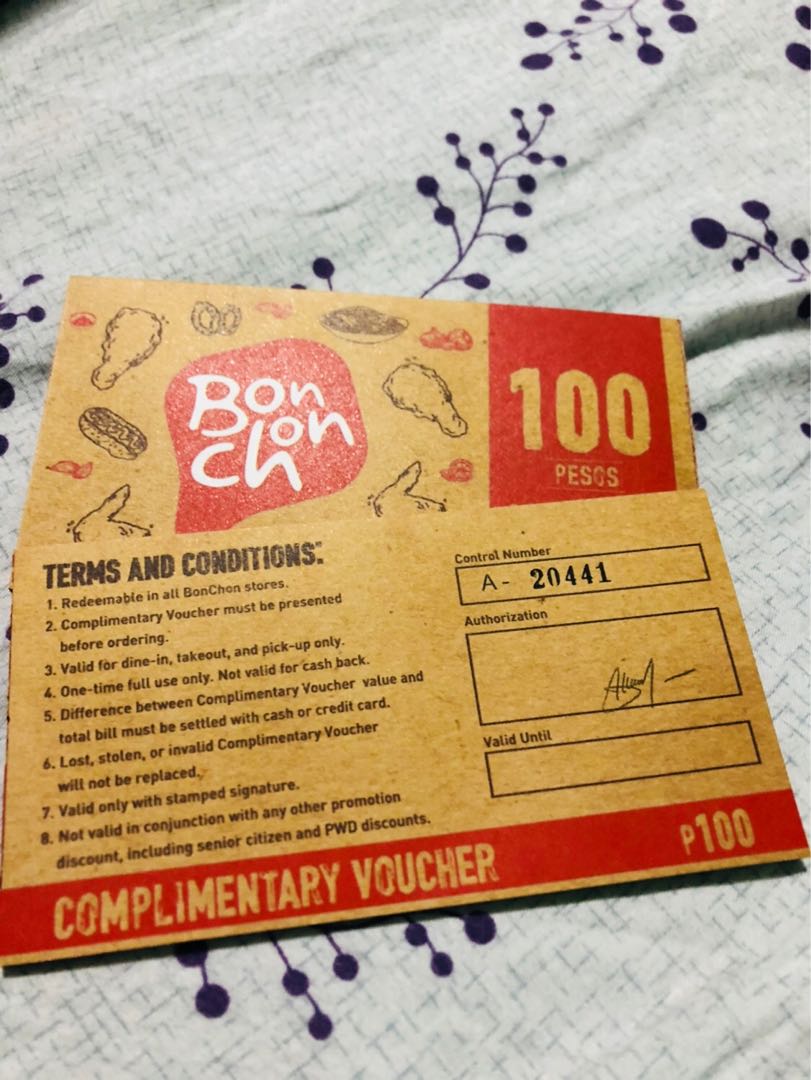 Bon
Chon
100
PESOS
TERMS AND CONDITIONS:
1. Redeemable in all BonChon stores.
2. Complimentary Voucher must be presented
before ordering.
3. Valid for dine-in, takeout, and pick-up only.
4. One-time full use only. Not valid for cash back.
5. Difference between Complimentary Voucher value and
total bill must be settled with cash or credit card.
6. Lost, stolen, or invalid Complimentary Voucher
will not be replaced.
7. Valid only with stamped signature.
8. Not valid in conjunction with any other promotion
discount, including senior citizen and PWD discounts.
Control Number
A- 20441
Authorization
Valid Until
COMPLIMENTARY VOUCHER
₱100